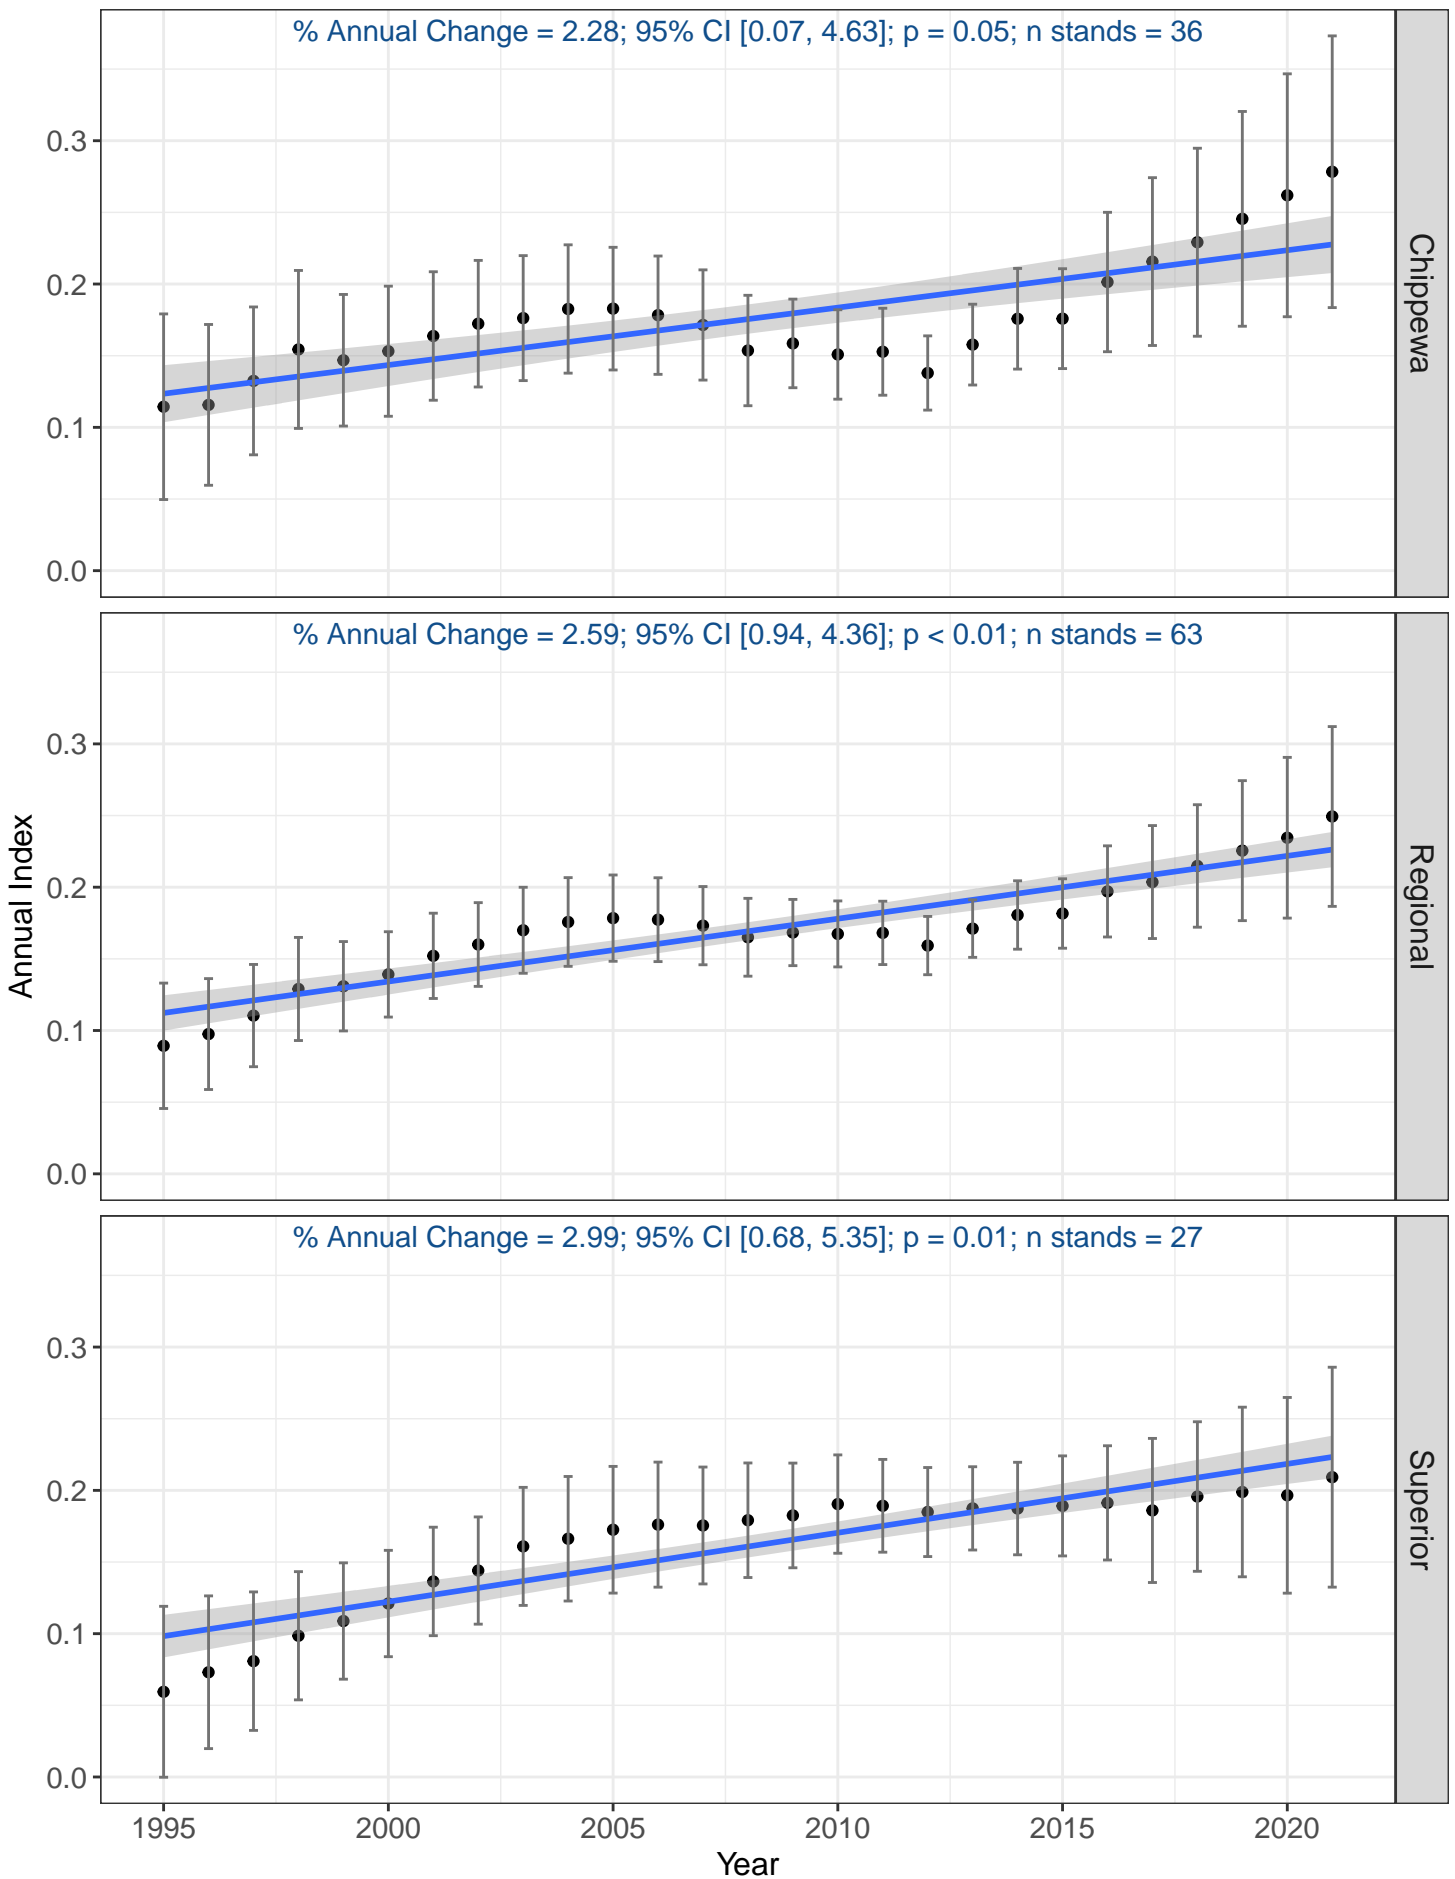 % Annual Change = 2.28; 95% CI [0.07, 4.63]; p = 0.05; n stands = 36
0.3
0.2
0.1
0.0
Chippewa
% Annual Change = 2.59; 95% CI [0.94, 4.36]; p < 0.01; n stands = 63
0.3
0.2
0.1
0.0
Regional
Annual Index
% Annual Change = 2.99; 95% CI [0.68, 5.35]; p = 0.01; n stands = 27
0.3
0.2
0.1
0.0
Superior
1995 2000 2005 2010 2015 2020
Year